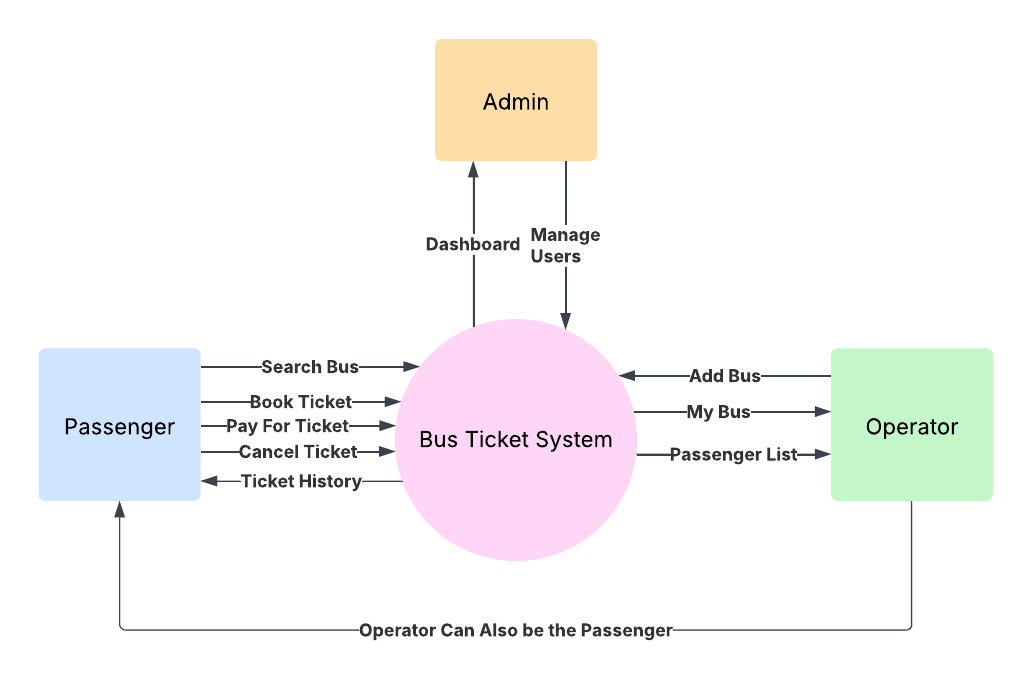 Admin
Dashboard
Manage
Users
Search Bus
Book Ticket
Pay For Ticket
Cancel Ticket
Ticket History
Passenger
Bus Ticket System
Add Bus
My Bus
Passenger List
Operator
Operator Can Also be the Passenger